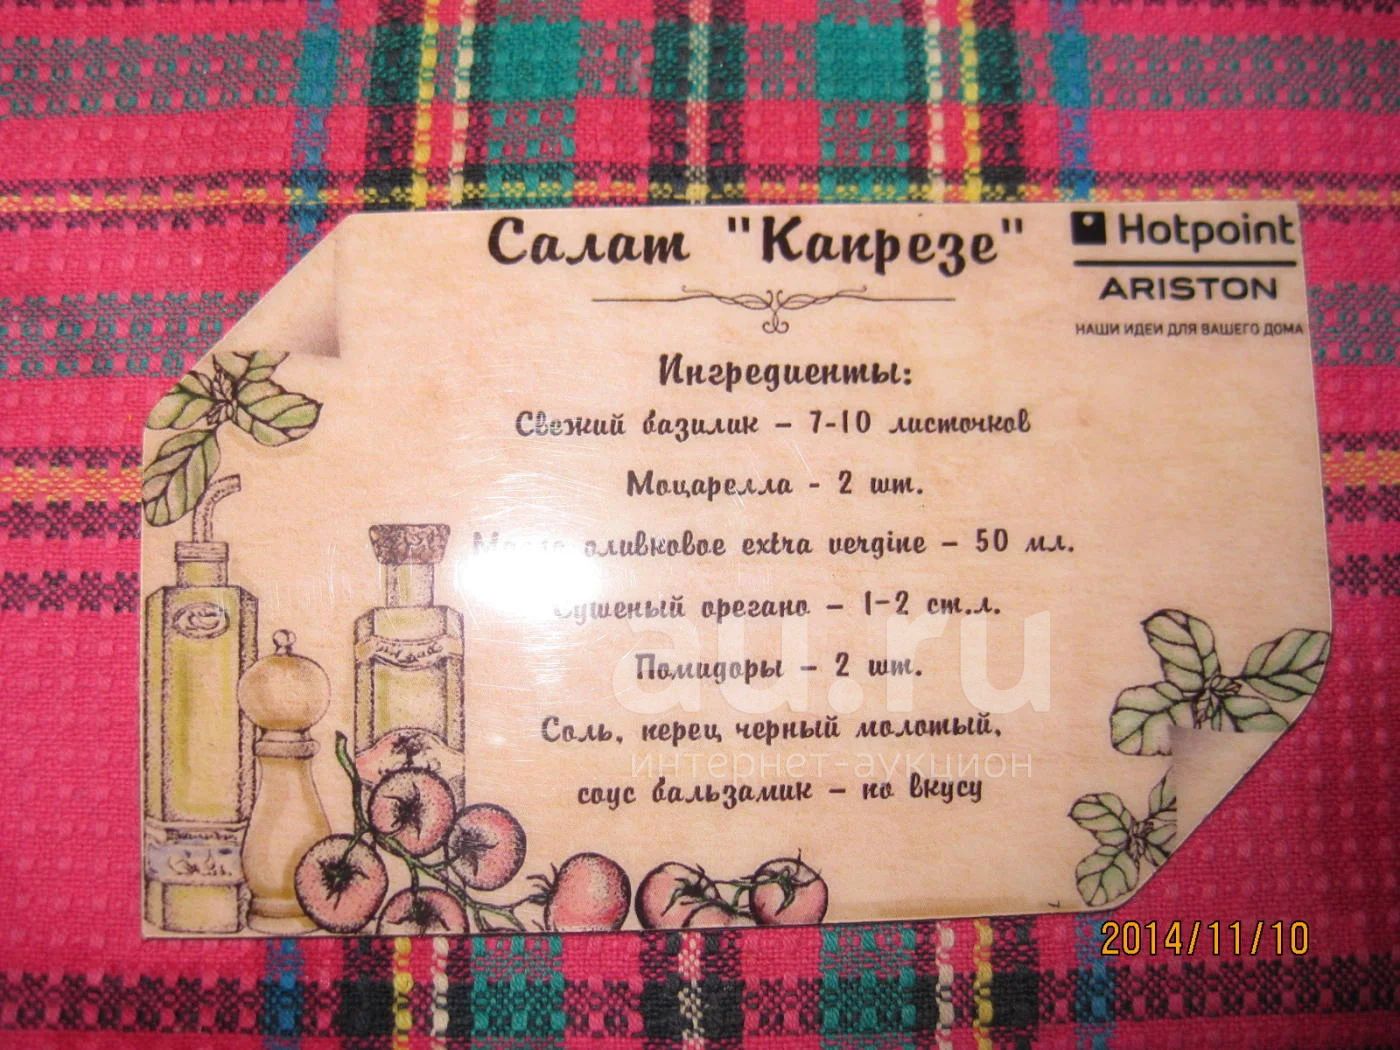 Салат "Капрезе"
Hotpoint
ARISTON
НАШИ ИДЕИ ДЛЯ ВАШЕГО ДОМА
Ингредиенты:
Свежий базилик – 7-10 листочков
Моцарелла - 2 шт.
Масло оливковое extra vergine – 50 мл.
Сушеный орегано – 1-2 ст.л.
Помидоры – 2 шт.
Соль, перец черный молотый,
соус бальзамик – по вкусу
au.ru
интернет-аукцион
2014/11/10